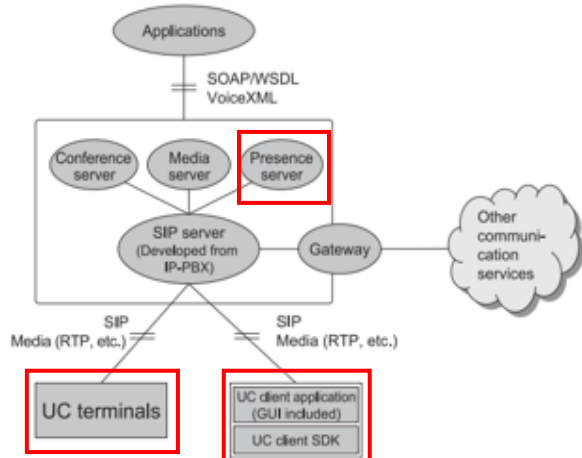 Applications
SOAP/WSDL
VoiceXML
Conference
server
Media
server
Presence
server
SIP server
(Developed from
IP-PBX)
Gateway
Other
communi-
cation
services
SIP
Media (RTP, etc.)
SIP
Media (RTP, etc.)
UC terminals
UC client application
(GUI included)
UC client SDK